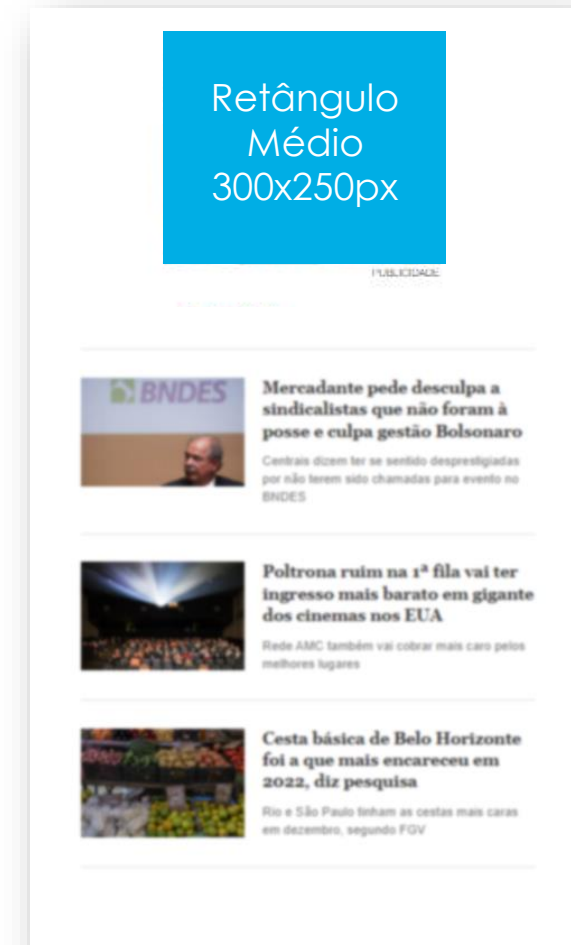 Retângulo
Médio
300x250px
PUBLICIDADE
BNDES
Mercadante pede desculpa a
sindicalistas que não foram à
posse e culpa gestão Bolsonaro
Centrais dizem ter se sentido desprestigiadas
por não terem sido chamadas para evento no
BNDES
Poltrona ruim na 1ª fila vai ter
ingresso mais barato em gigante
dos cinemas nos EUA
Rede AMC também vai cobrar mais caro pelos
melhores lugares
Cesta básica de Belo Horizonte
foi a que mais encareceu em
2022, diz pesquisa
Rio e São Paulo tinham as cestas mais caras
em dezembro, segundo FGV